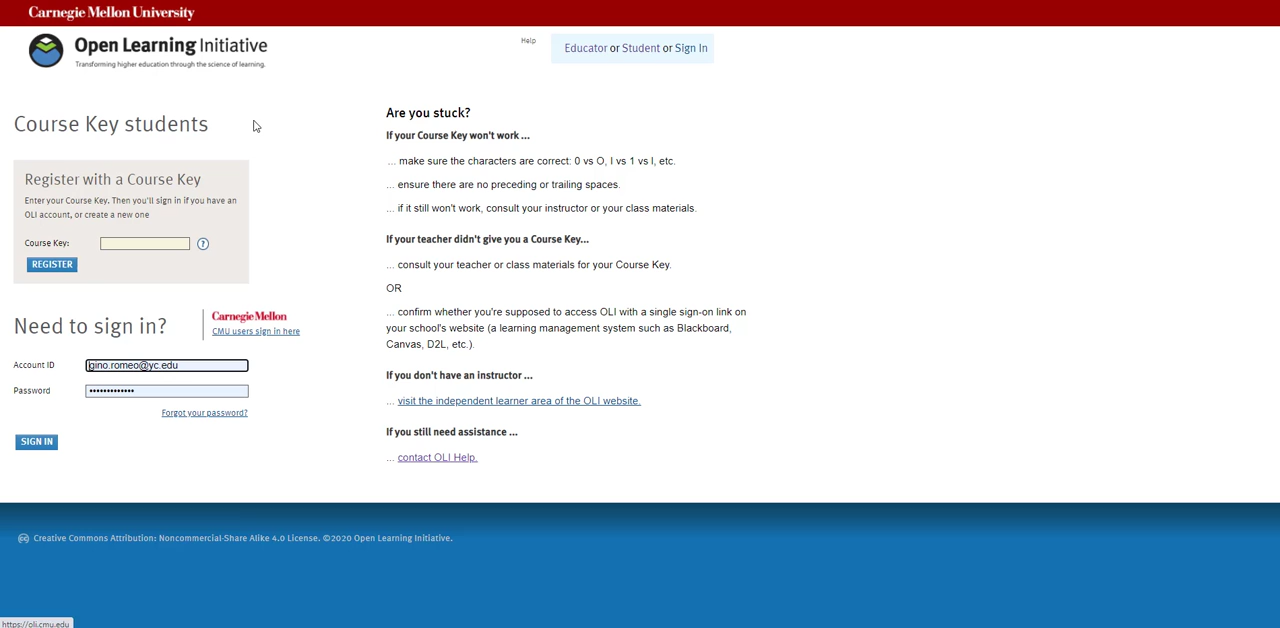 Carnegie Mellon University
Open Learning Initiative
Transforming higher education through the science of learning.
Help
Educator or Student or Sign In
Course Key students
Register with a Course Key
Enter your Course Key. Then you'll sign in if you have an
OLI account, or create a new one
Course Key:
?
REGISTER
Need to sign in?
Carnegie Mellon
CMU users sign in here
Account ID
gino.romeo@yc.edu
Password
•••••••••••••
Forgot your password?
SIGN IN
Are you stuck?
If your Course Key won't work ...
... make sure the characters are correct: 0 vs O, l vs 1 vs I, etc.
... ensure there are no preceding or trailing spaces.
... if it still won't work, consult your instructor or your class materials.
If your teacher didn't give you a Course Key...
... consult your teacher or class materials for your Course Key.
OR
... confirm whether you're supposed to access OLI with a single sign-on link on
your school's website (a learning management system such as Blackboard,
Canvas, D2L, etc.).
If you don't have an instructor ...
... visit the independent learner area of the OLI website.
If you still need assistance ...
... contact OLI Help.
cc Creative Commons Attribution: Noncommercial-Share Alike 4.0 License. ©2020 Open Learning Initiative.
https://oli.cmu.edu